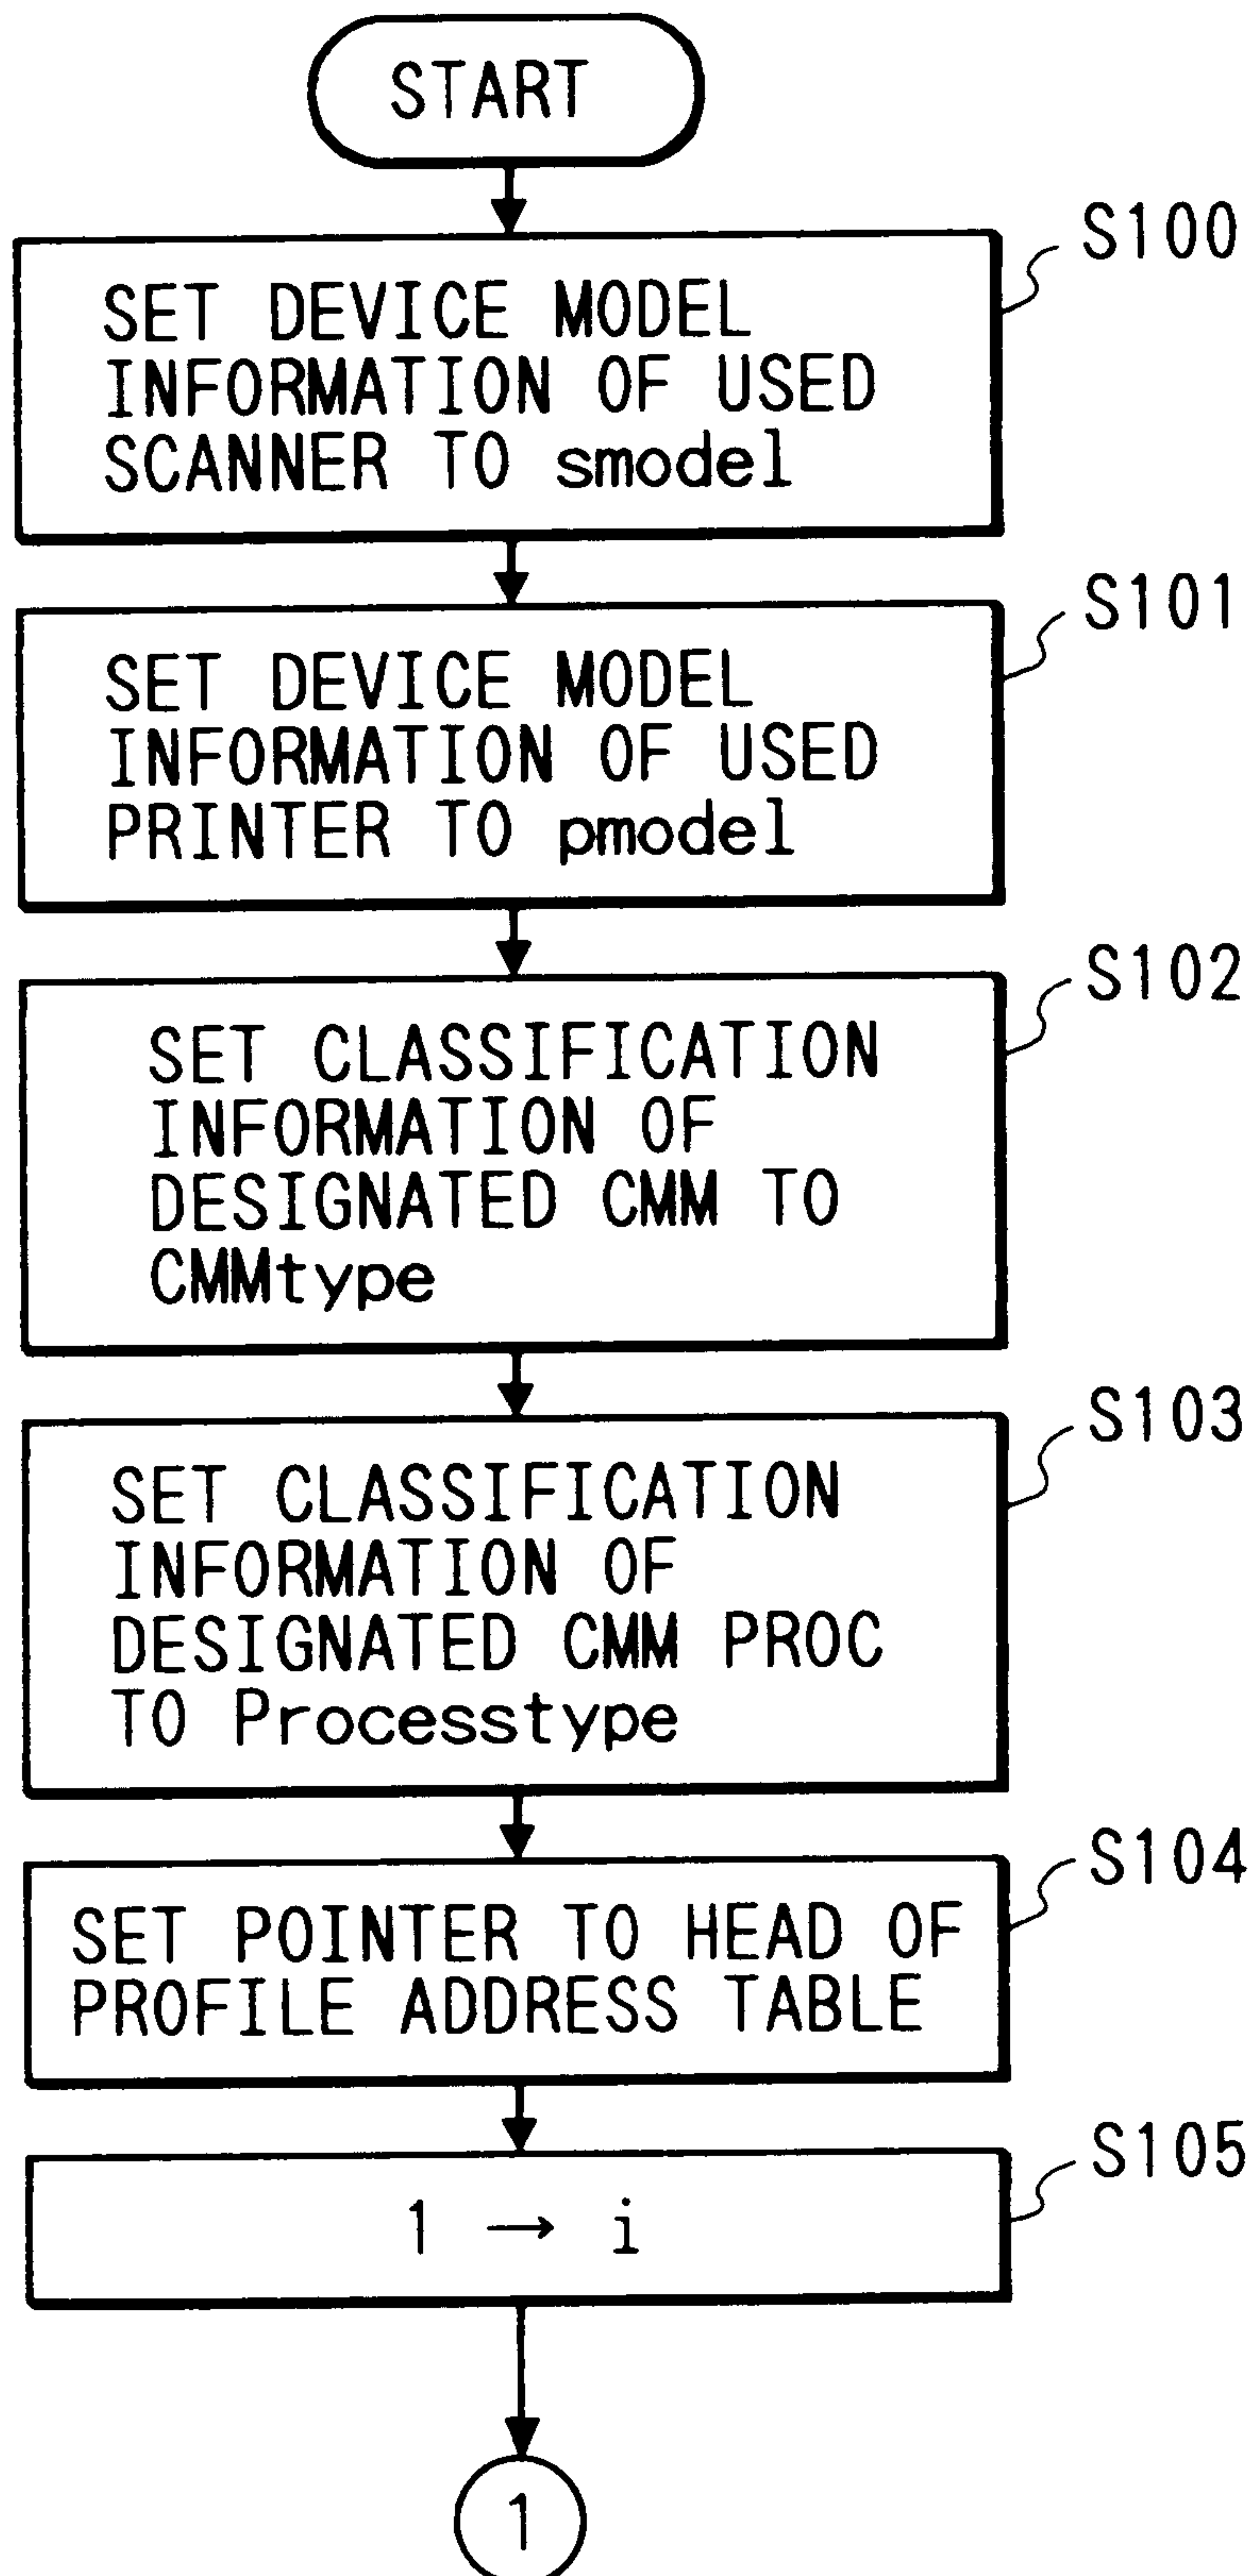 START
S100
SET DEVICE MODEL
INFORMATION OF USED
SCANNER TO smodel
S101
SET DEVICE MODEL
INFORMATION OF USED
PRINTER TO pmodel
S102
SET CLASSIFICATION
INFORMATION OF
DESIGNATED CMM TO
CMMtype
S103
SET CLASSIFICATION
INFORMATION OF
DESIGNATED CMM PROC
TO Processtype
S104
SET POINTER TO HEAD OF
PROFILE ADDRESS TABLE
S105
1 → i
1